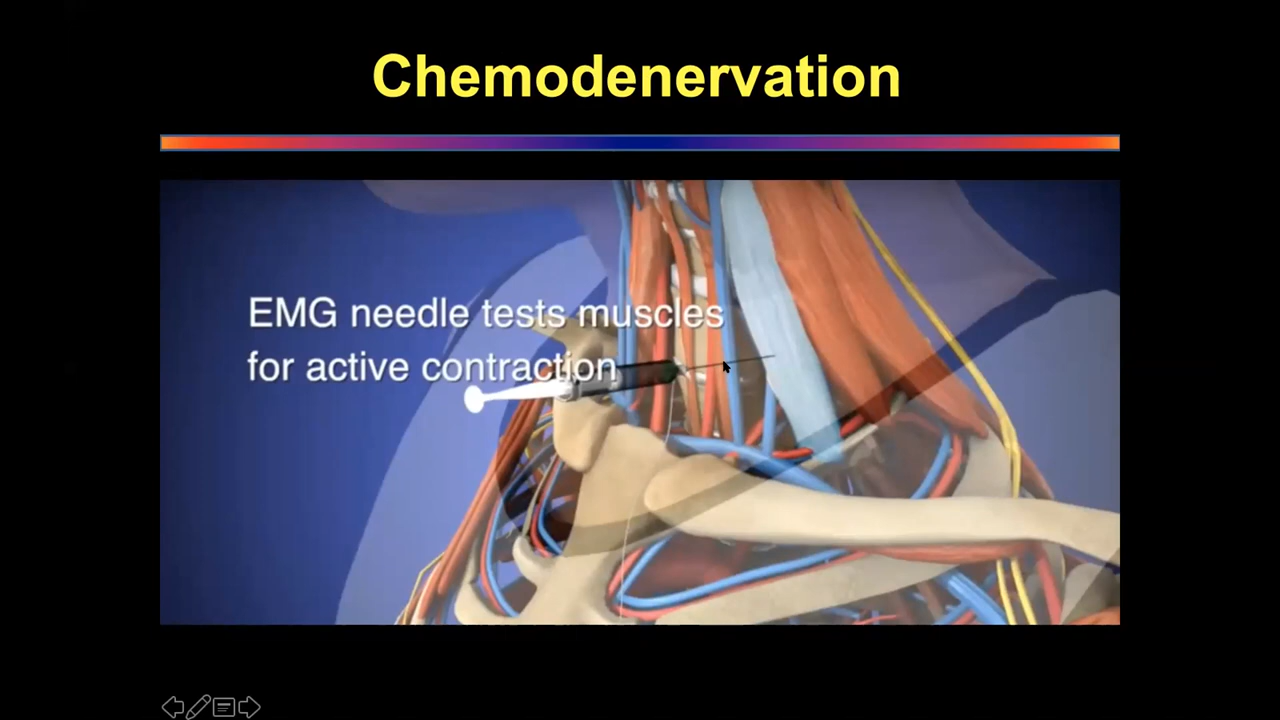 Chemodenervation
EMG needle tests muscles
for active contraction